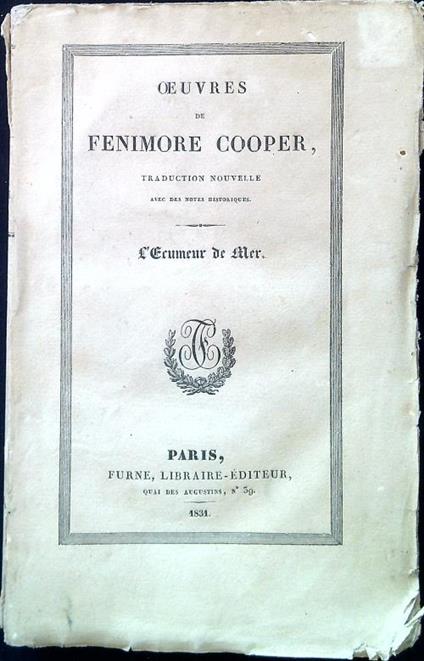 ŒUVRES
DE
FENIMORE COOPER,
TRADUCTION NOUVELLE
AVEC DES NOTES HISTORIQUES.
L'Ecumeur de Mer.
FC
PARIS,
FURNE, LIBRAIRE-ÉDITEUR,
QUAI DES AUGUSTINS, N° 39.
1831.